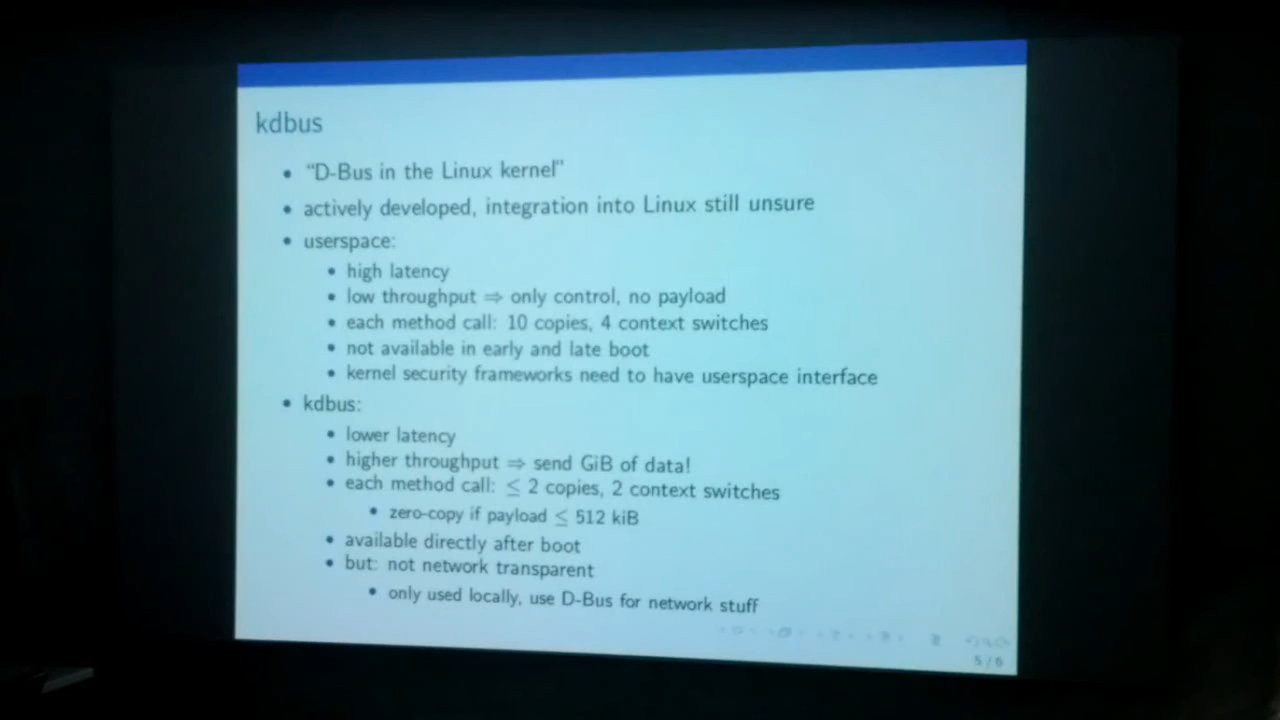 kdbus
• “D-Bus in the Linux kernel”
• actively developed, integration into Linux still unsure
• userspace:
• high latency
• low throughput ⇒ only control, no payload
• each method call: 10 copies, 4 context switches
• not available in early and late boot
• kernel security frameworks need to have userspace interface
• kdbus:
• lower latency
• higher throughput ⇒ send GiB of data!
• each method call: ≤ 2 copies, 2 context switches
• zero-copy if payload ≤ 512 kiB
• available directly after boot
• but: not network transparent
• only used locally, use D-Bus for network stuff
5 / 6